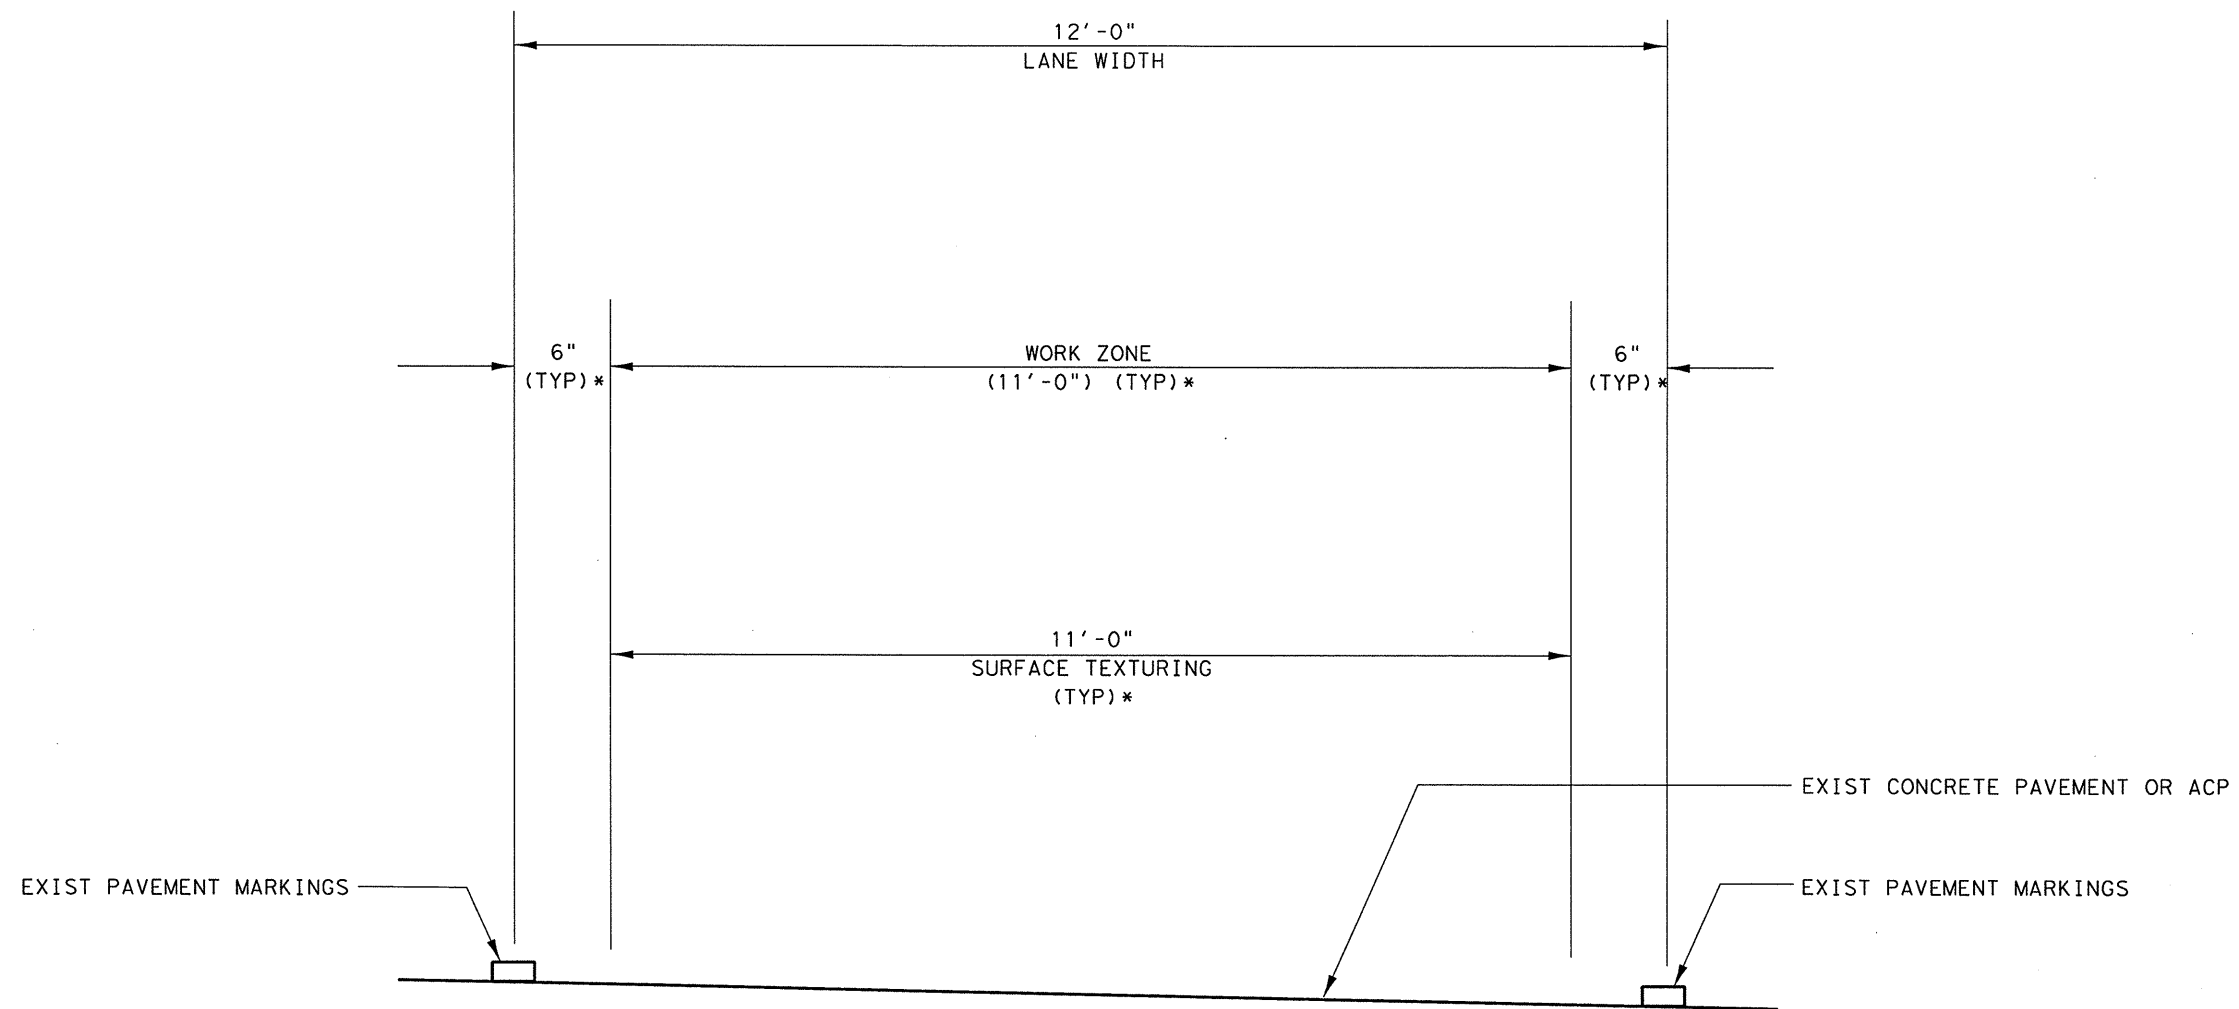 12'-0"
LANE WIDTH
6"
(TYP)*
WORK ZONE
(11'-0") (TYP)*
6"
(TYP)*
11'-0"
SURFACE TEXTURING
(TYP)*
EXIST CONCRETE PAVEMENT OR ACP
EXIST PAVEMENT MARKINGS
EXIST PAVEMENT MARKINGS